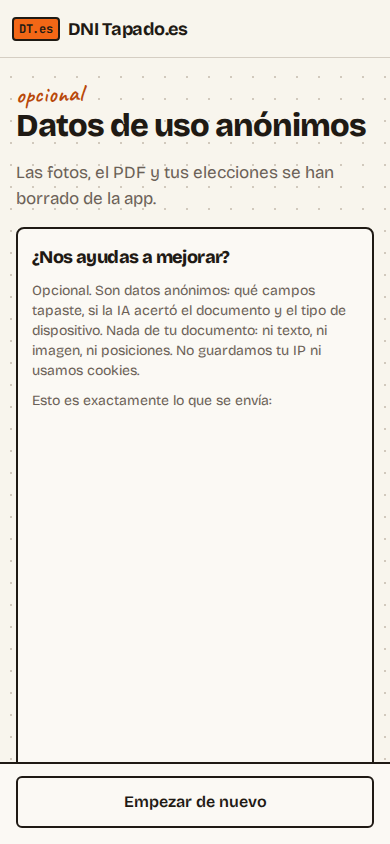 DT.es DNI Tapado.es
opcional
Datos de uso anónimos
Las fotos, el PDF y tus elecciones se han
borrado de la app.
¿Nos ayudas a mejorar?
Opcional. Son datos anónimos: qué campos
tapaste, si la IA acertó el documento y el tipo de
dispositivo. Nada de tu documento: ni texto, ni
imagen, ni posiciones. No guardamos tu IP ni
usamos cookies.
Esto es exactamente lo que se envía:
Empezar de nuevo